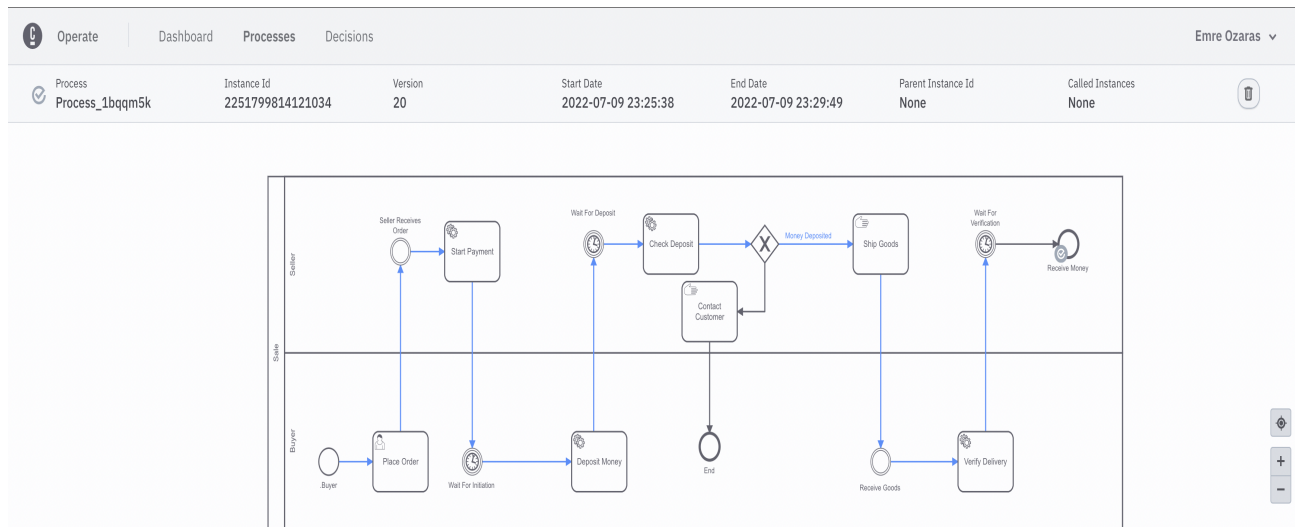 Operate
Dashboard
Processes
Decisions
Emre Ozaras
Process
Process_1bqqm5k
Instance Id
2251799814121034
Version
20
Start Date
2022-07-09 23:25:38
End Date
2022-07-09 23:29:49
Parent Instance Id
None
Called Instances
None
Sale
Seller
Seller Receives
Order
Start Payment
Wait For Deposit
Check Deposit
X
Money Deposited
Ship Goods
Wait For
Verification
Receive Money
Contact
Customer
Buyer
.Buyer
Place Order
Wait For Initiation
Deposit Money
End
Receive Goods
Verify Delivery